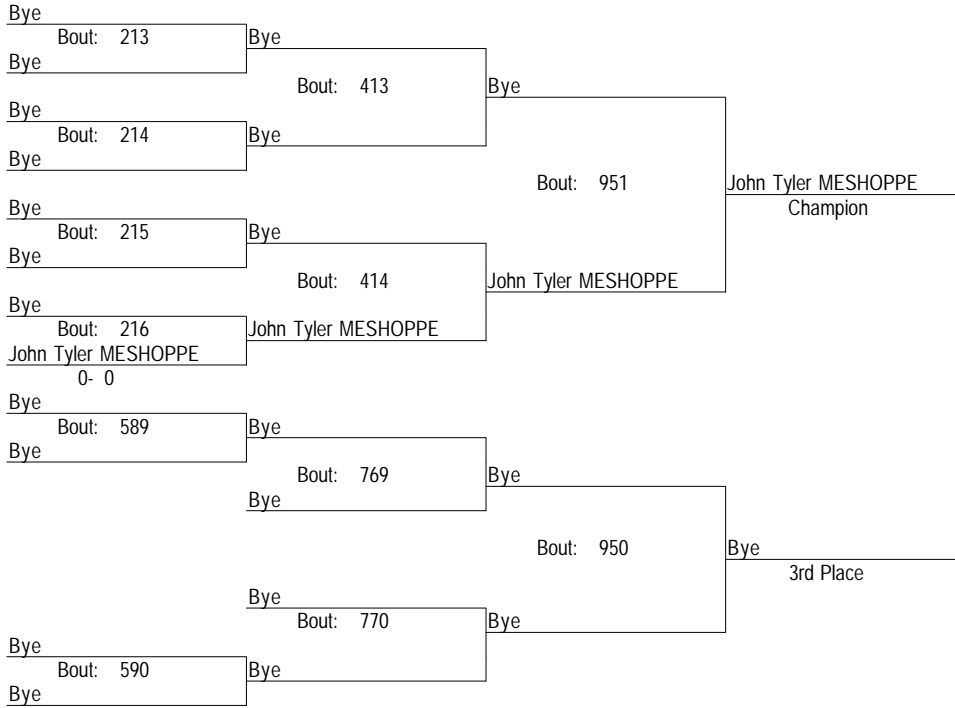 Bye
Bout: 213 Bye
Bye
Bout: 413 Bye
Bye
Bout: 214 Bye
Bye
Bout: 951 John Tyler MESHOPPE
Champion
Bye
Bout: 215 Bye
Bye
Bout: 414 John Tyler MESHOPPE
Bye
Bout: 216 John Tyler MESHOPPE
John Tyler MESHOPPE
0- 0
Bye
Bout: 589 Bye
Bye
Bout: 769 Bye
Bye
Bout: 950 Bye
3rd Place
Bye
Bout: 770 Bye
Bye
Bout: 590 Bye
Bye